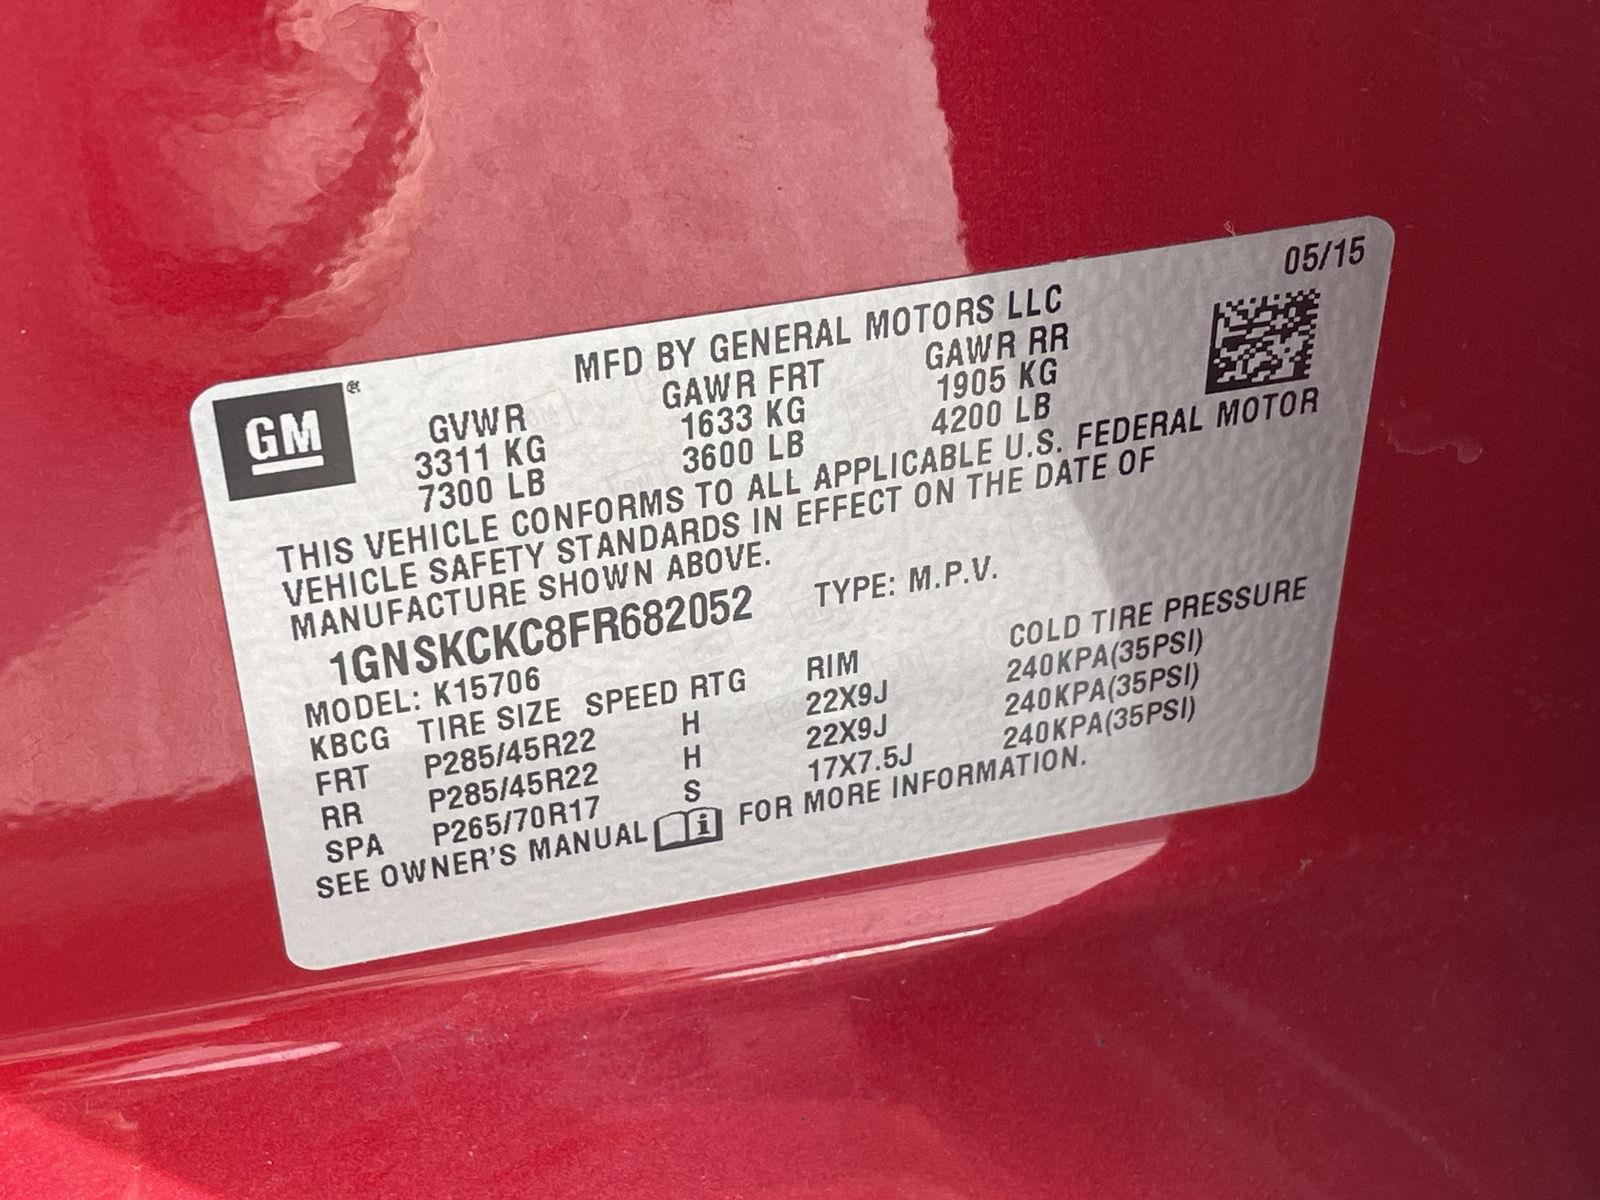 05/15
MFD BY GENERAL MOTORS LLC
GM ®
GVWR GAWR FRT GAWR RR
3311 KG 1633 KG 1905 KG
7300 LB 3600 LB 4200 LB
THIS VEHICLE CONFORMS TO ALL APPLICABLE U.S. FEDERAL MOTOR
VEHICLE SAFETY STANDARDS IN EFFECT ON THE DATE OF
MANUFACTURE SHOWN ABOVE.
1GNSKCKC8FR682052 TYPE: M.P.V.
MODEL: K15706
KBCG TIRE SIZE SPEED RTG RIM COLD TIRE PRESSURE
FRT P285/45R22 H 22X9J 240KPA(35PSI)
RR P285/45R22 H 22X9J 240KPA(35PSI)
SPA P265/70R17 S 17X7.5J 240KPA(35PSI)
SEE OWNER'S MANUAL i FOR MORE INFORMATION.